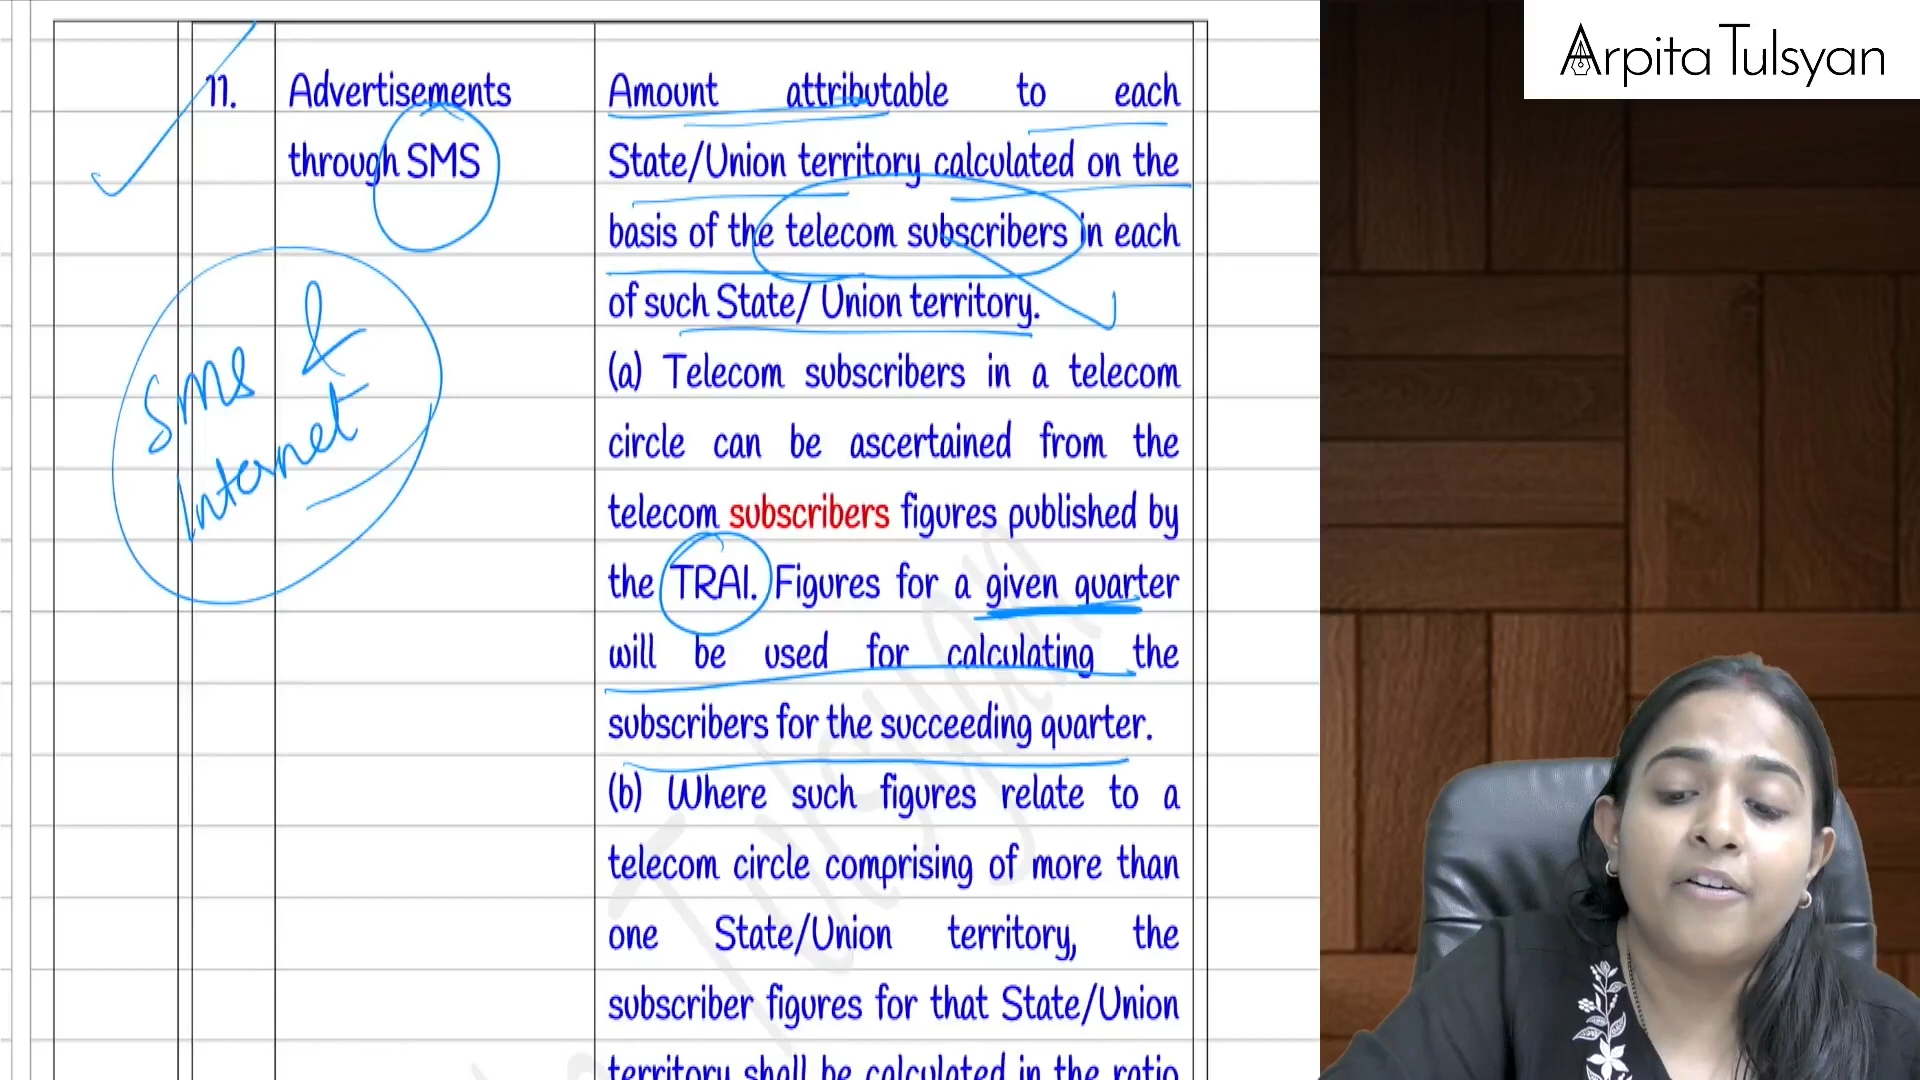 Arpita Tulsyan
11.
Advertisements
through SMS
Amount attributable to each
State/Union territory calculated on the
basis of the telecom subscribers in each
of such State/ Union territory.
(a) Telecom subscribers in a telecom
circle can be ascertained from the
telecom subscribers figures published by
the TRAI. Figures for a given quarter
will be used for calculating the
subscribers for the succeeding quarter.
(b) Where such figures relate to a
telecom circle comprising of more than
one State/Union territory, the
subscriber figures for that State/Union
territory shall be calculated in the ratio
SMS &
Internet
Tulsyan